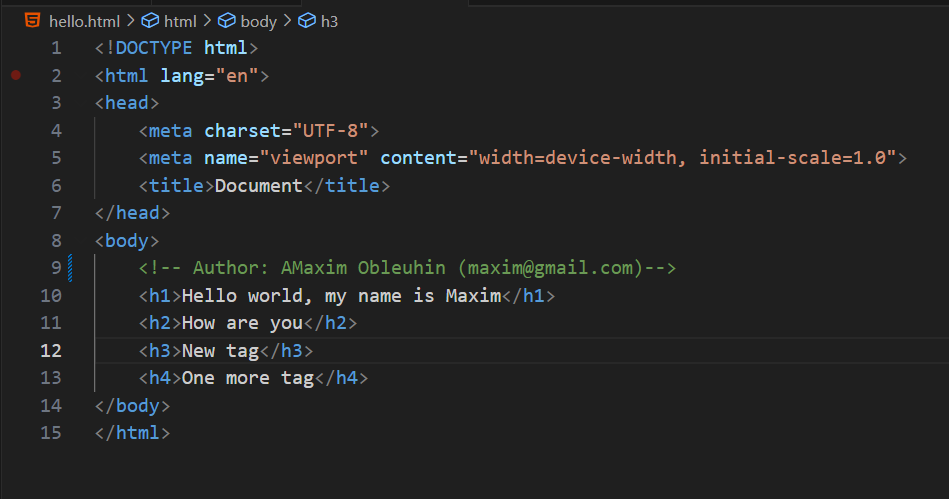 hello.html > html > body > h3
1 <!DOCTYPE html>
2 <html lang="en">
3 <head>
4     <meta charset="UTF-8">
5     <meta name="viewport" content="width=device-width, initial-scale=1.0">
6     <title>Document</title>
7 </head>
8 <body>
9     <!-- Author: AMaxim Obleuhin (maxim@gmail.com)-->
10     <h1>Hello world, my name is Maxim</h1>
11     <h2>How are you</h2>
12     <h3>New tag</h3>
13     <h4>One more tag</h4>
14 </body>
15 </html>